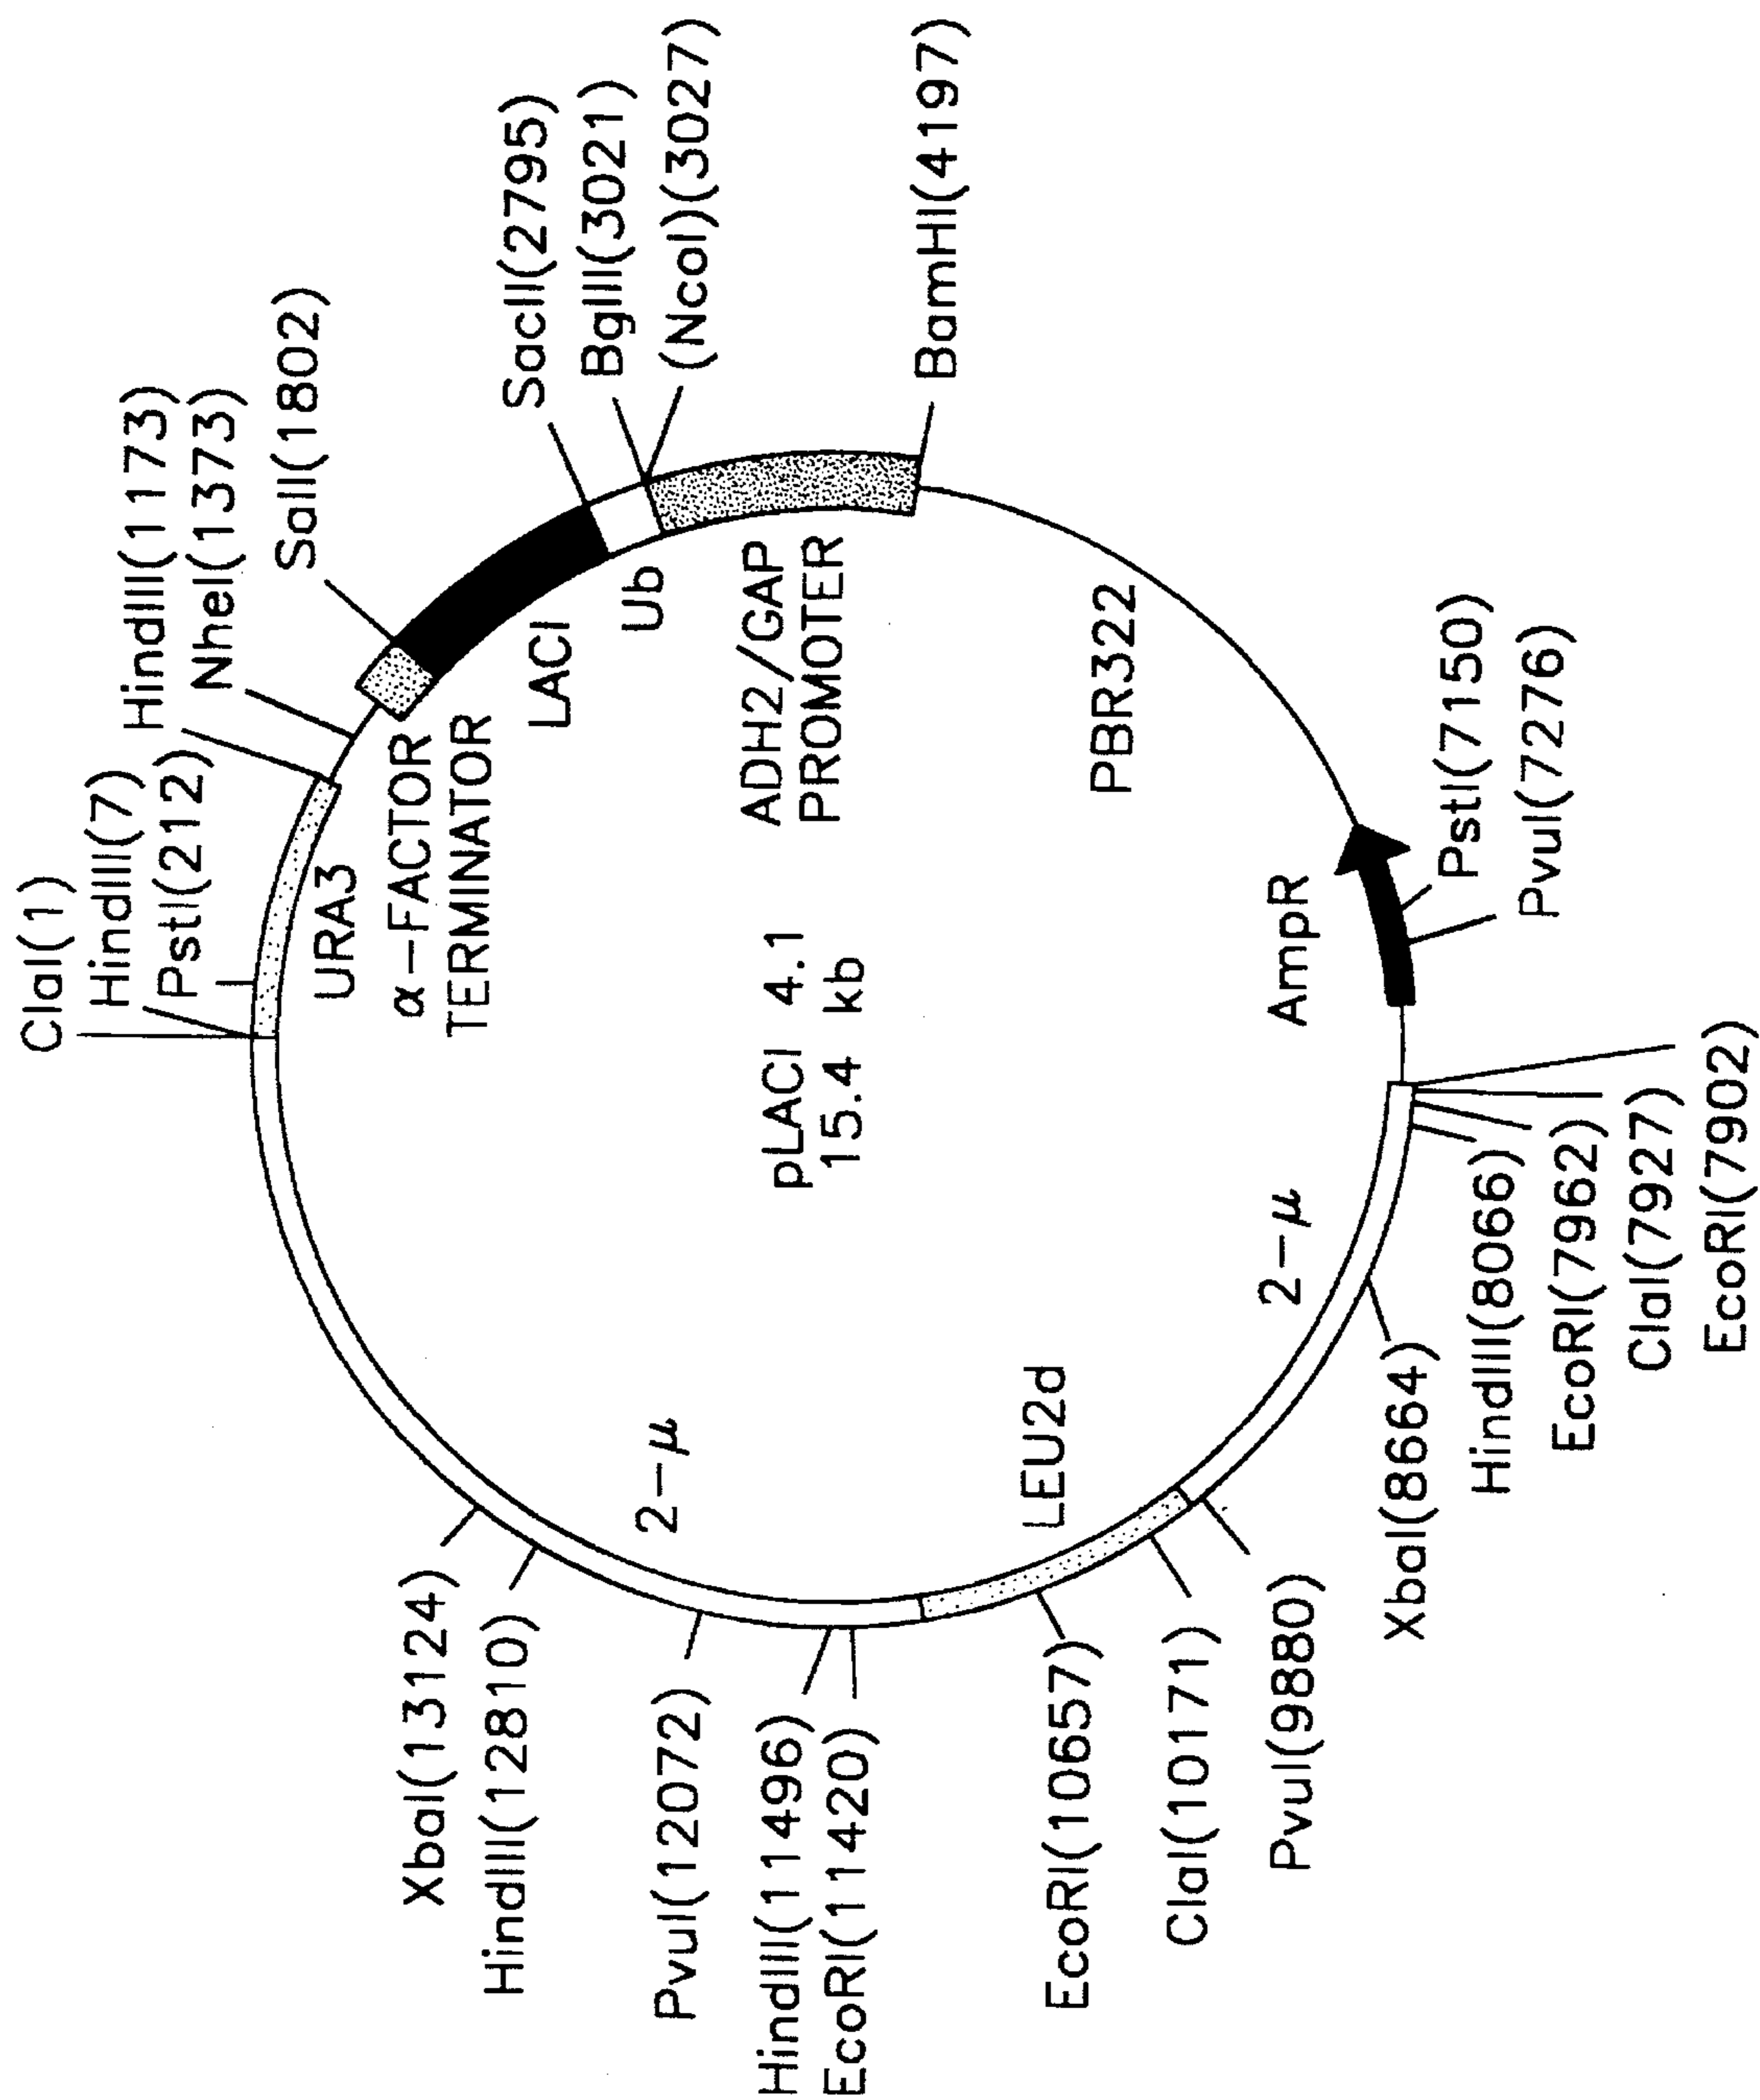 ClaI(1)
HindIII(7)
PstI(212)
HindIII(1173)
NheI(1373)
SalI(1802)
SacII(2795)
BglII(3021)
(NcoI)(3027)
BamHI(4197)
URA3
α-FACTOR
TERMINATOR
LACI
Ub
ADH2/GAP
PROMOTER
PBR322
pLACI 4.1
15.4 kb
AmpR
PstI(7150)
PvuI(7276)
2-μ
2-μ
LEU2d
XbaI(13124)
HindIII(12810)
PvuI(12072)
HindIII(11496)
EcoRI(11420)
EcoRI(10657)
ClaI(10171)
PvuI(9880)
XbaI(8664)
HindIII(8066)
EcoRI(7962)
ClaI(7927)
EcoRI(7902)